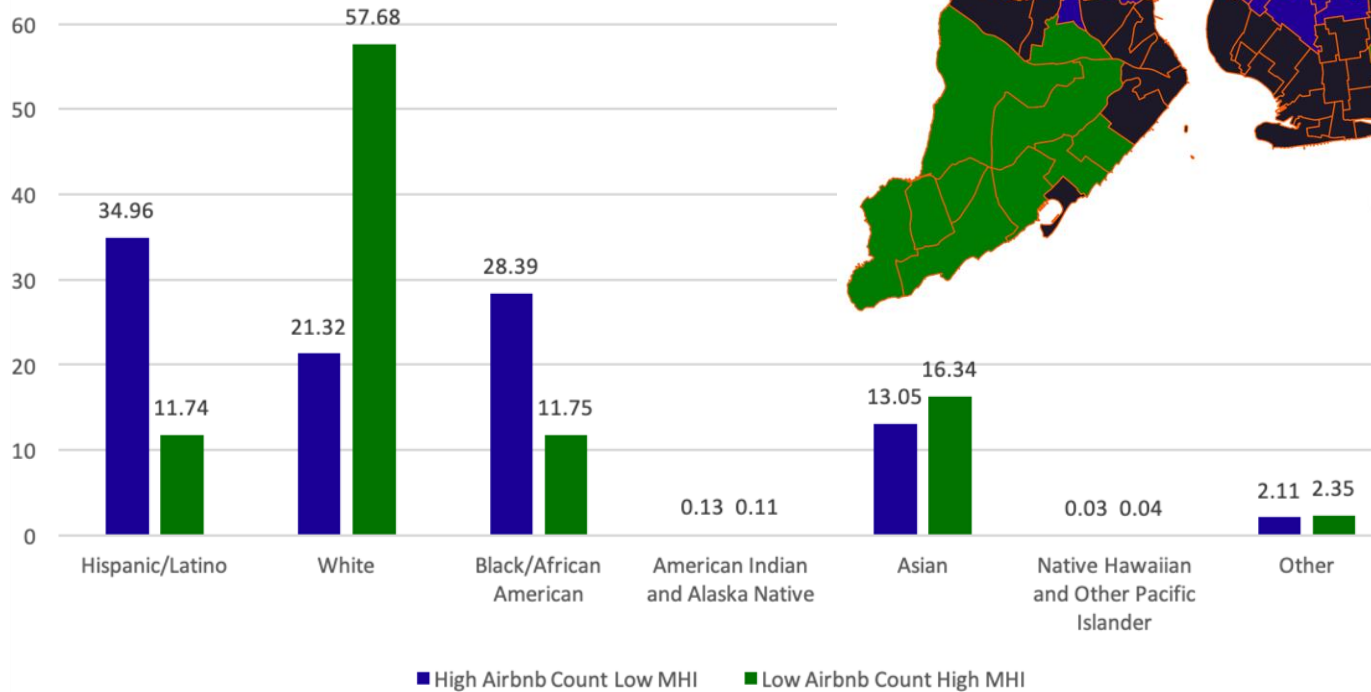 60
50
40
30
20
10
0
34.96
11.74
21.32
57.68
28.39
11.75
0.13 0.11
13.05
16.34
0.03 0.04
2.11
2.35
Hispanic/Latino
White
Black/African
American
American Indian
and Alaska Native
Asian
Native Hawaiian
and Other Pacific
Islander
Other
High Airbnb Count Low MHI
Low Airbnb Count High MHI